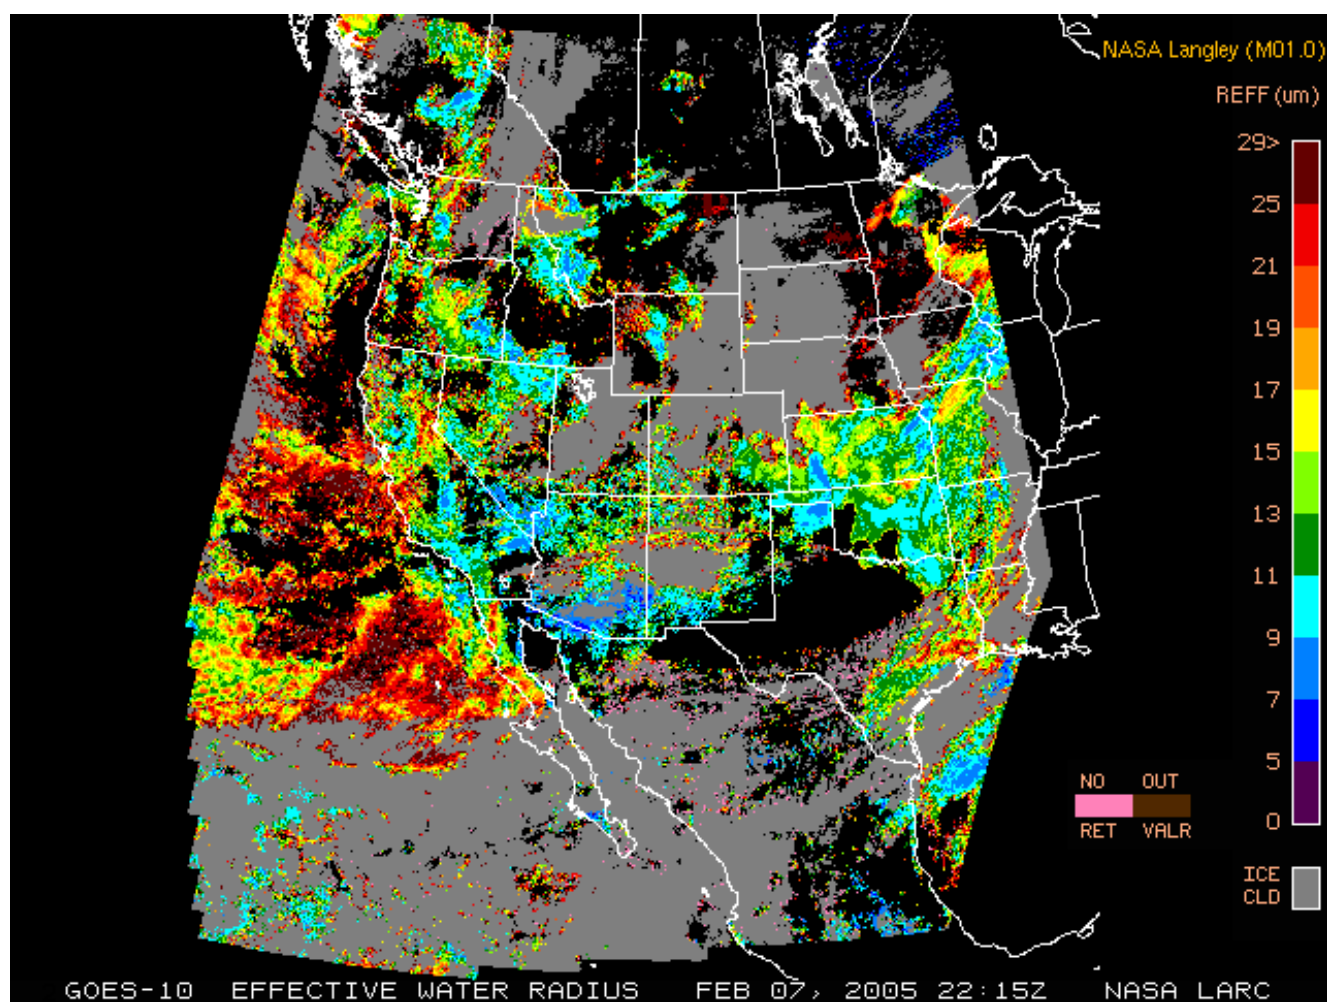 NASA Langley (M01.0)
REFF (um)
29>
25
21
19
17
15
13
11
9
7
5
0
NO OUT
RET VALR
ICE
CLD
GOES-10 EFFECTIVE WATER RADIUS FEB 07, 2005 22:15Z NASA LARC